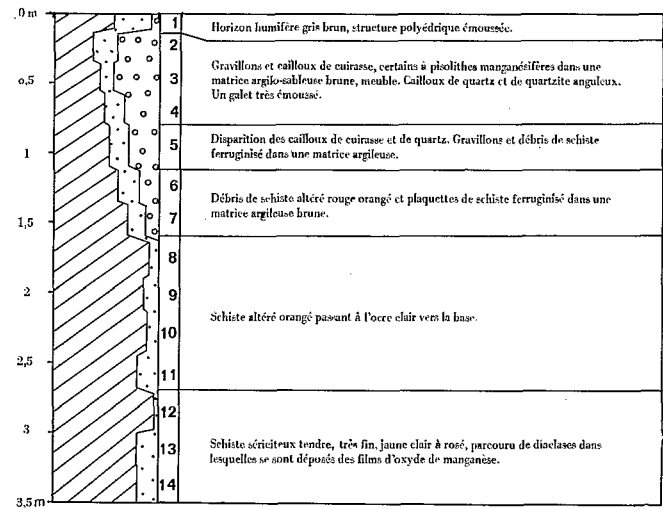 0 m
1
Horizon humifère gris brun, structure polyédrique émoussée.
2
Gravillons et cailloux de cuirasse, certains à pisolithes manganésifères dans une
0,5
3
matrice argilo-sableuse brune, meuble. Cailloux de quartz et de quartzite anguleux.
Un galet très émoussé.
4
5
Disparition des cailloux de cuirasse et de quartz. Gravillons et débris de schiste
1
ferruginisé dans une matrice argileuse.
6
Débris de schiste altéré rouge orangé et plaquettes de schiste ferruginisé dans une
7
matrice argileuse brune.
1,5
8
2
9
Schiste altéré orangé passant à l'ocre clair vers la base.
10
2,5
11
12
3
13
Schiste sériciteux tendre, très fin, jaune clair à rosé, parcouru de diaclases dans
lesquelles se sont déposés des films d'oxyde de manganèse.
14
3,5 m